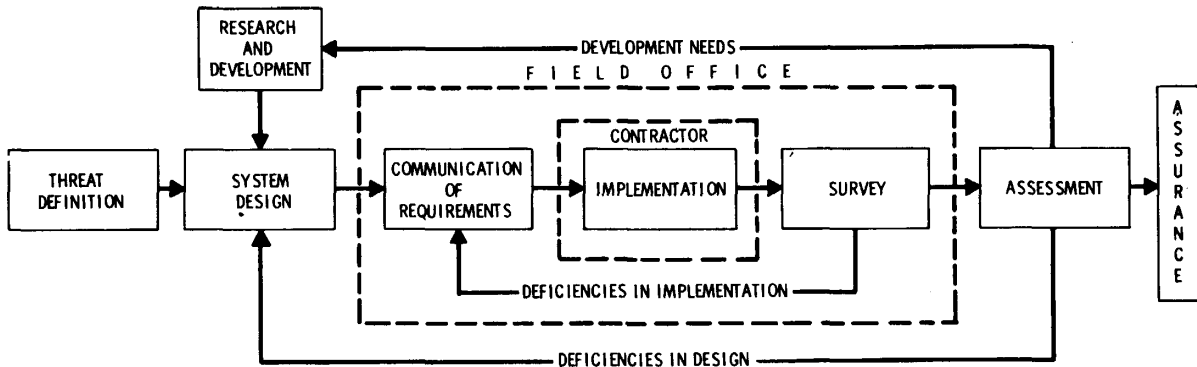 RESEARCH
AND
DEVELOPMENT
DEVELOPMENT NEEDS
FIELD OFFICE
CONTRACTOR
THREAT
DEFINITION
SYSTEM
DESIGN
COMMUNICATION
OF
REQUIREMENTS
IMPLEMENTATION
SURVEY
ASSESSMENT
ASSURANCE
DEFICIENCIES IN IMPLEMENTATION
DEFICIENCIES IN DESIGN